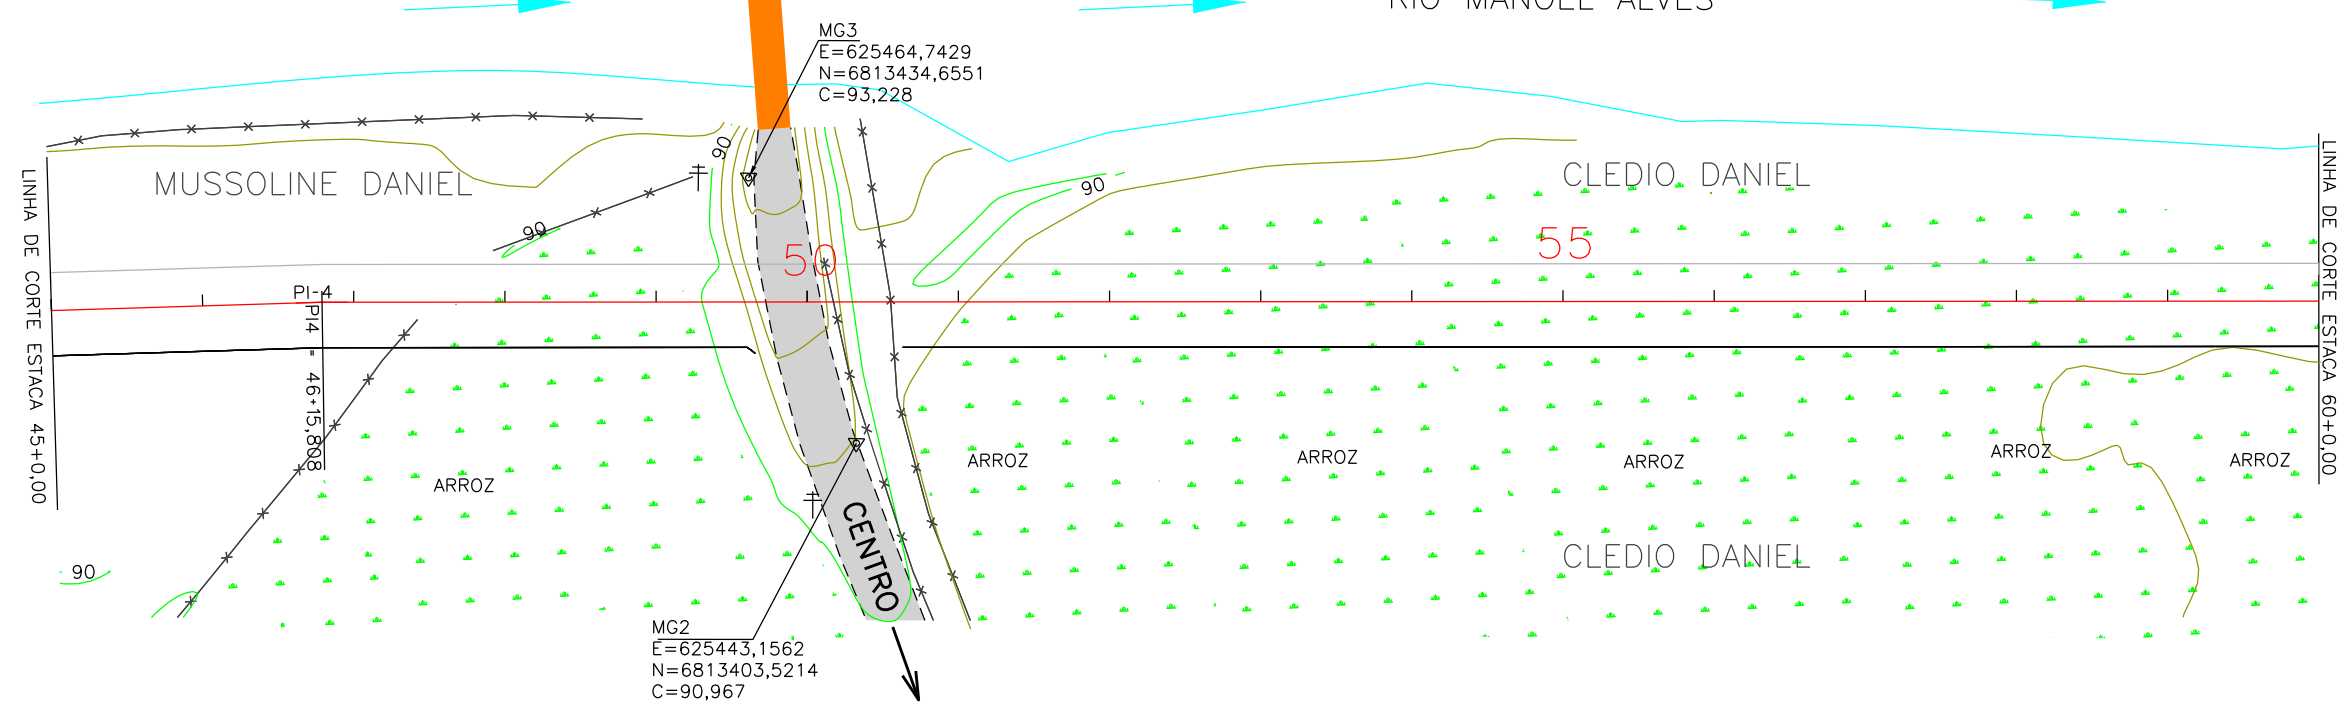 RIO MANOEL ALVES
MG3
E=625464,7429
N=6813434,6551
C=93,228
90
MUSSOLINE DANIEL
CLEDIO DANIEL
90
90
50
55
LINHA DE CORTE ESTACA 45+0,00
LINHA DE CORTE ESTACA 60+0,00
PI-4
PI4 = 46+15,808
ARROZ
ARROZ
ARROZ
ARROZ
ARROZ
ARROZ
CENTRO
CLEDIO DANIEL
90
MG2
E=625443,1562
N=6813403,5214
C=90,967